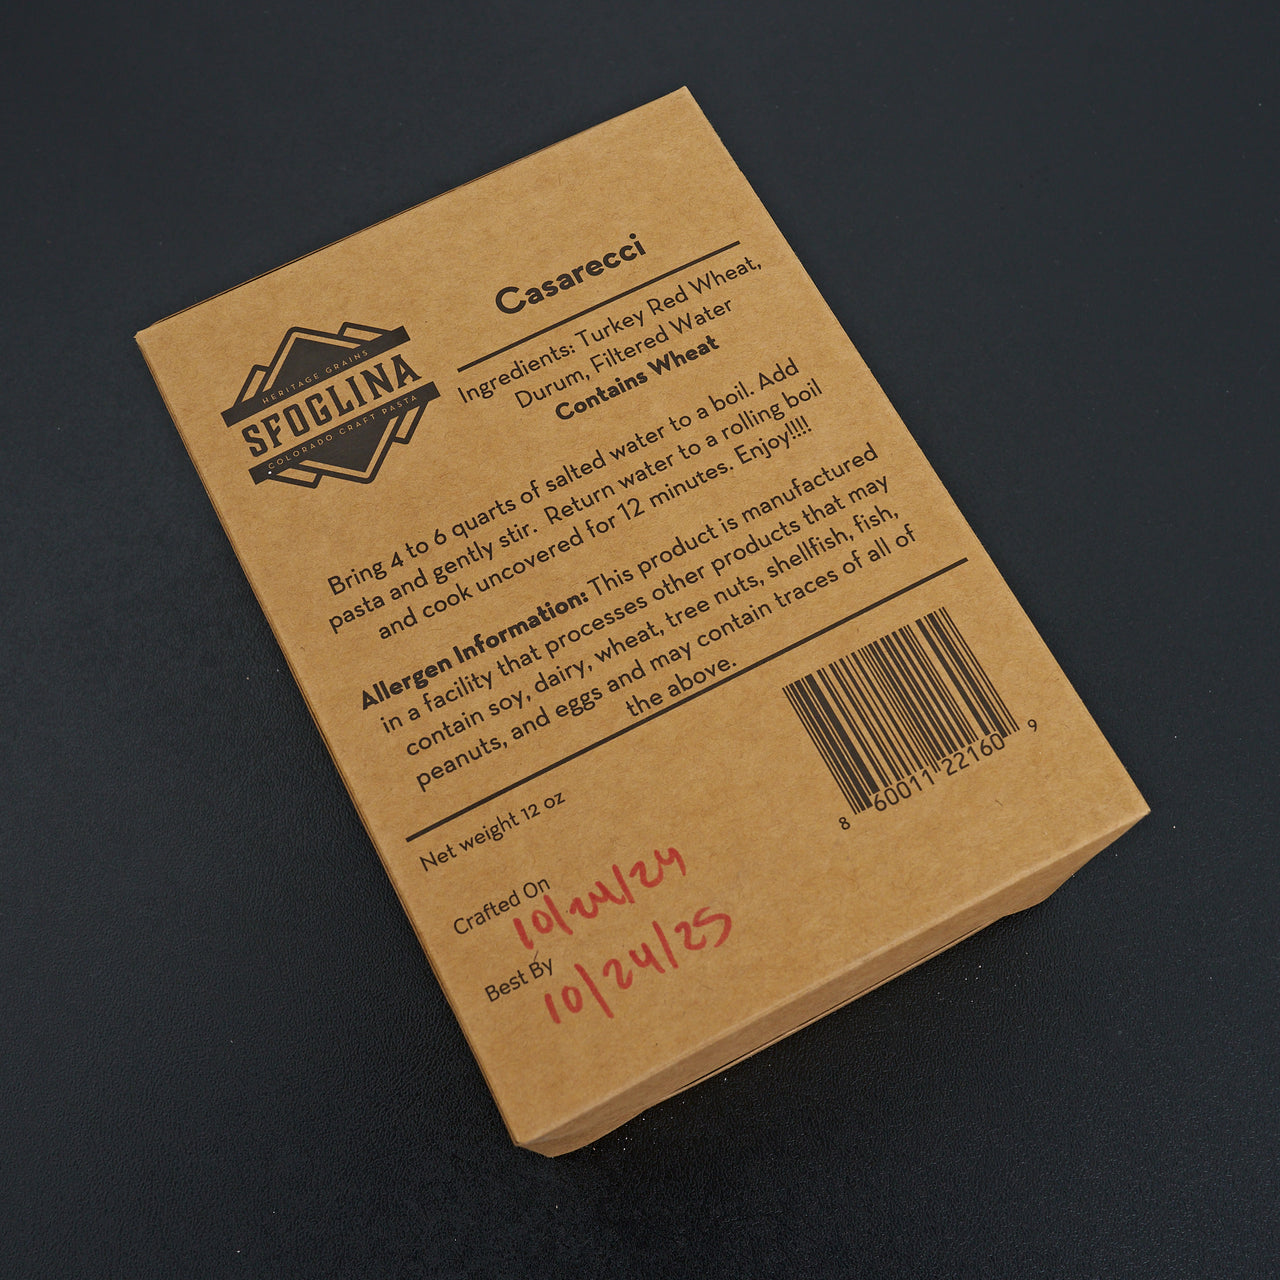 HERITAGE GRAINS
SFOGLINA
COLORADO CRAFT PASTA
Casarecci
Ingredients: Turkey Red Wheat,
Durum, Filtered Water
Contains Wheat
Bring 4 to 6 quarts of salted water to a boil. Add
pasta and gently stir. Return water to a rolling boil
and cook uncovered for 12 minutes. Enjoy!!!!
Allergen Information: This product is manufactured
in a facility that processes other products that may
contain soy, dairy, wheat, tree nuts, shellfish, fish,
peanuts, and eggs and may contain traces of all of
the above.
Net weight 12 oz
8 60011 22160 9
Crafted On
10/24/24
Best By
10/24/25